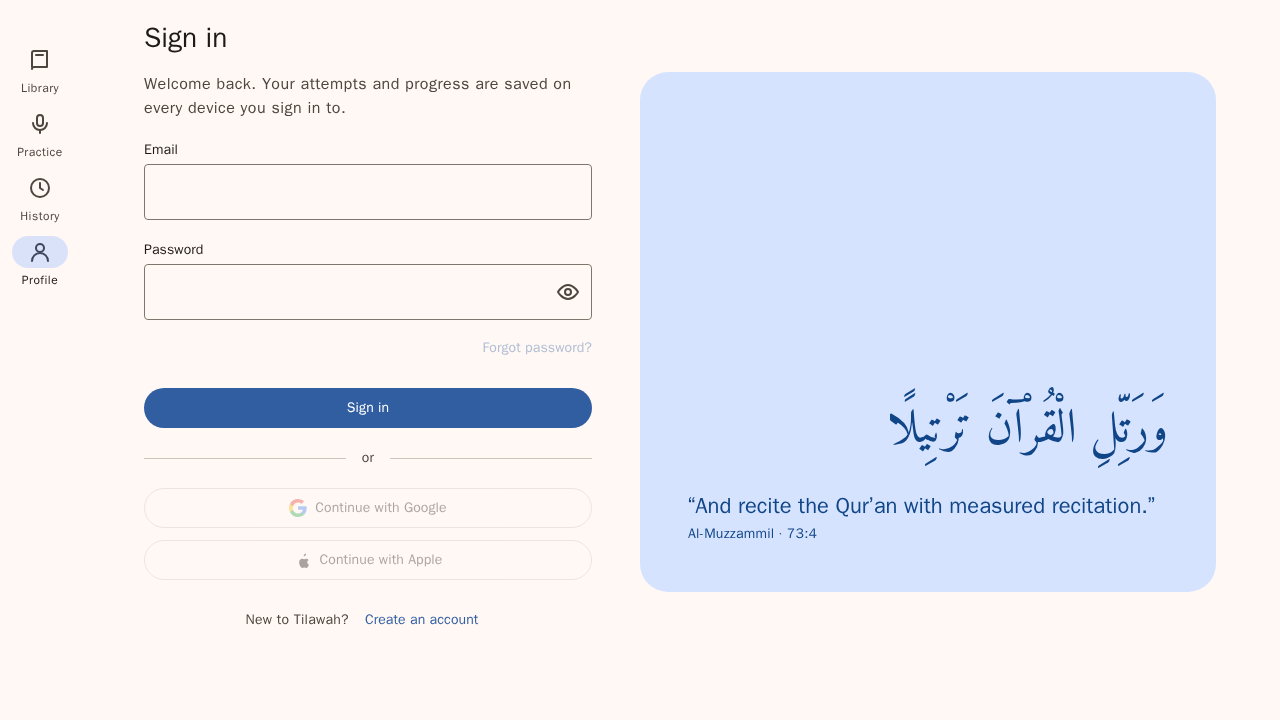 Library
Practice
History
Profile
Sign in
Welcome back. Your attempts and progress are saved on
every device you sign in to.
Email
Password
Forgot password?
Sign in
or
Continue with Google
Continue with Apple
New to Tilawah? Create an account
وَرَتِّلِ الْقُرْآنَ تَرْتِيلًا
“And recite the Qur’an with measured recitation.”
Al-Muzzammil · 73:4